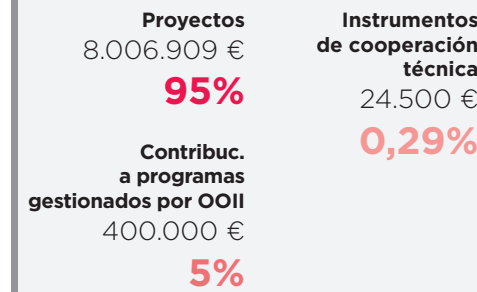 Proyectos
8.006.909 €
95%
Contribuc.
a programas
gestionados por OOII
400.000 €
5%
Instrumentos
de cooperación
técnica
24.500 €
0,29%